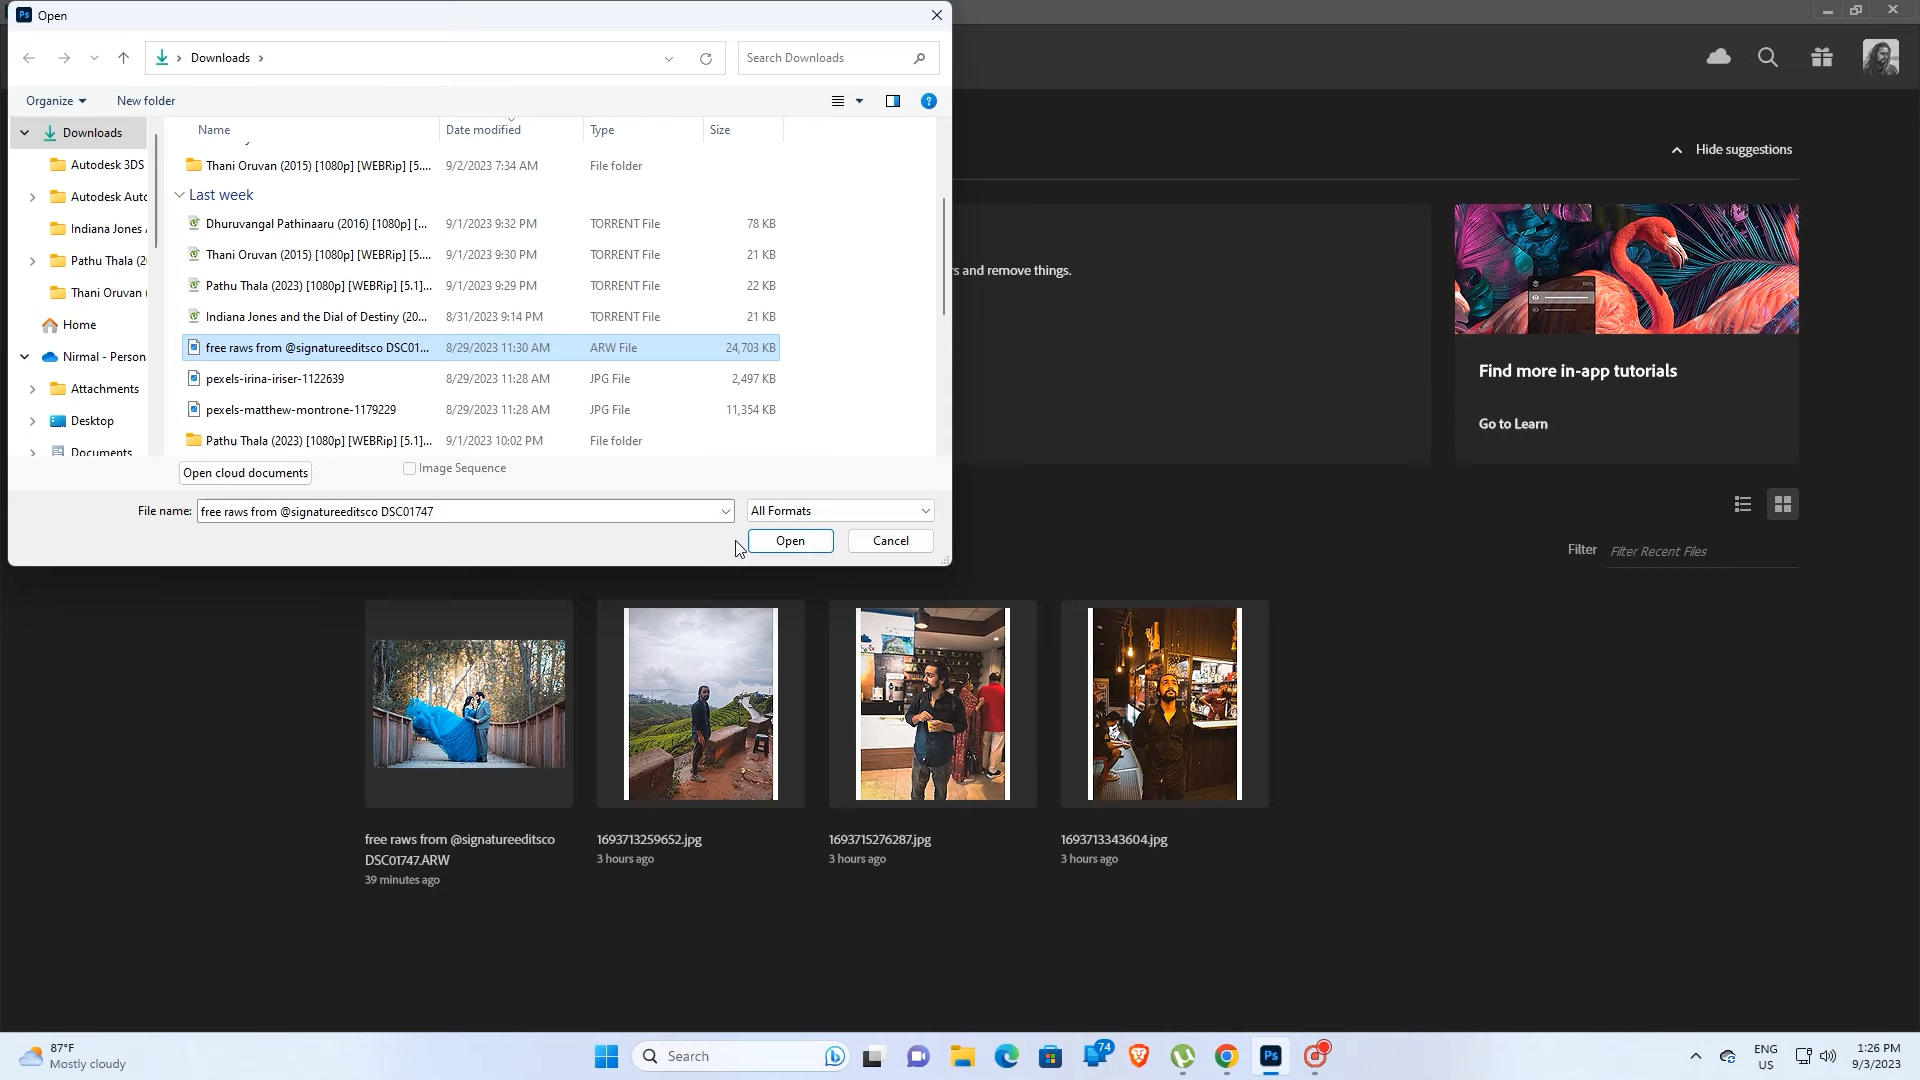 Ps Open
Downloads
Search Downloads
Organize
New folder
Name
Date modified
Type
Size
Downloads
Autodesk 3DS
Autodesk Auto
Indiana Jones
Pathu Thala (2
Thani Oruvan (
Home
Nirmal - Person
Attachments
Desktop
Documents
Thani Oruvan (2015) [1080p] [WEBRip] [5.... 9/2/2023 7:34 AM File folder
Last week
Dhuruvangal Pathinaaru (2016) [1080p] [... 9/1/2023 9:32 PM TORRENT File 78 KB
Thani Oruvan (2015) [1080p] [WEBRip] [5.... 9/1/2023 9:30 PM TORRENT File 21 KB
Pathu Thala (2023) [1080p] [WEBRip] [5.1]... 9/1/2023 9:29 PM TORRENT File 22 KB
Indiana Jones and the Dial of Destiny (20... 8/31/2023 9:14 PM TORRENT File 21 KB
free raws from @signatureeditsco DSC01... 8/29/2023 11:30 AM ARW File 24,703 KB
pexels-irina-iriser-1122639 8/29/2023 11:28 AM JPG File 2,497 KB
pexels-matthew-montrone-1179229 8/29/2023 11:28 AM JPG File 11,354 KB
Pathu Thala (2023) [1080p] [WEBRip] [5.1]... 9/1/2023 10:02 PM File folder
Open cloud documents
Image Sequence
File name: free raws from @signatureeditsco DSC01747
All Formats
Open
Cancel
Hide suggestions
and remove things.
Find more in-app tutorials
Go to Learn
Filter Filter Recent Files
free raws from @signatureeditsco
DSC01747.ARW
39 minutes ago
1693713259652.jpg
3 hours ago
1693715276287.jpg
3 hours ago
1693713343604.jpg
3 hours ago
87°F
Mostly cloudy
Search
74
Ps
ENG
US
1:26 PM
9/3/2023